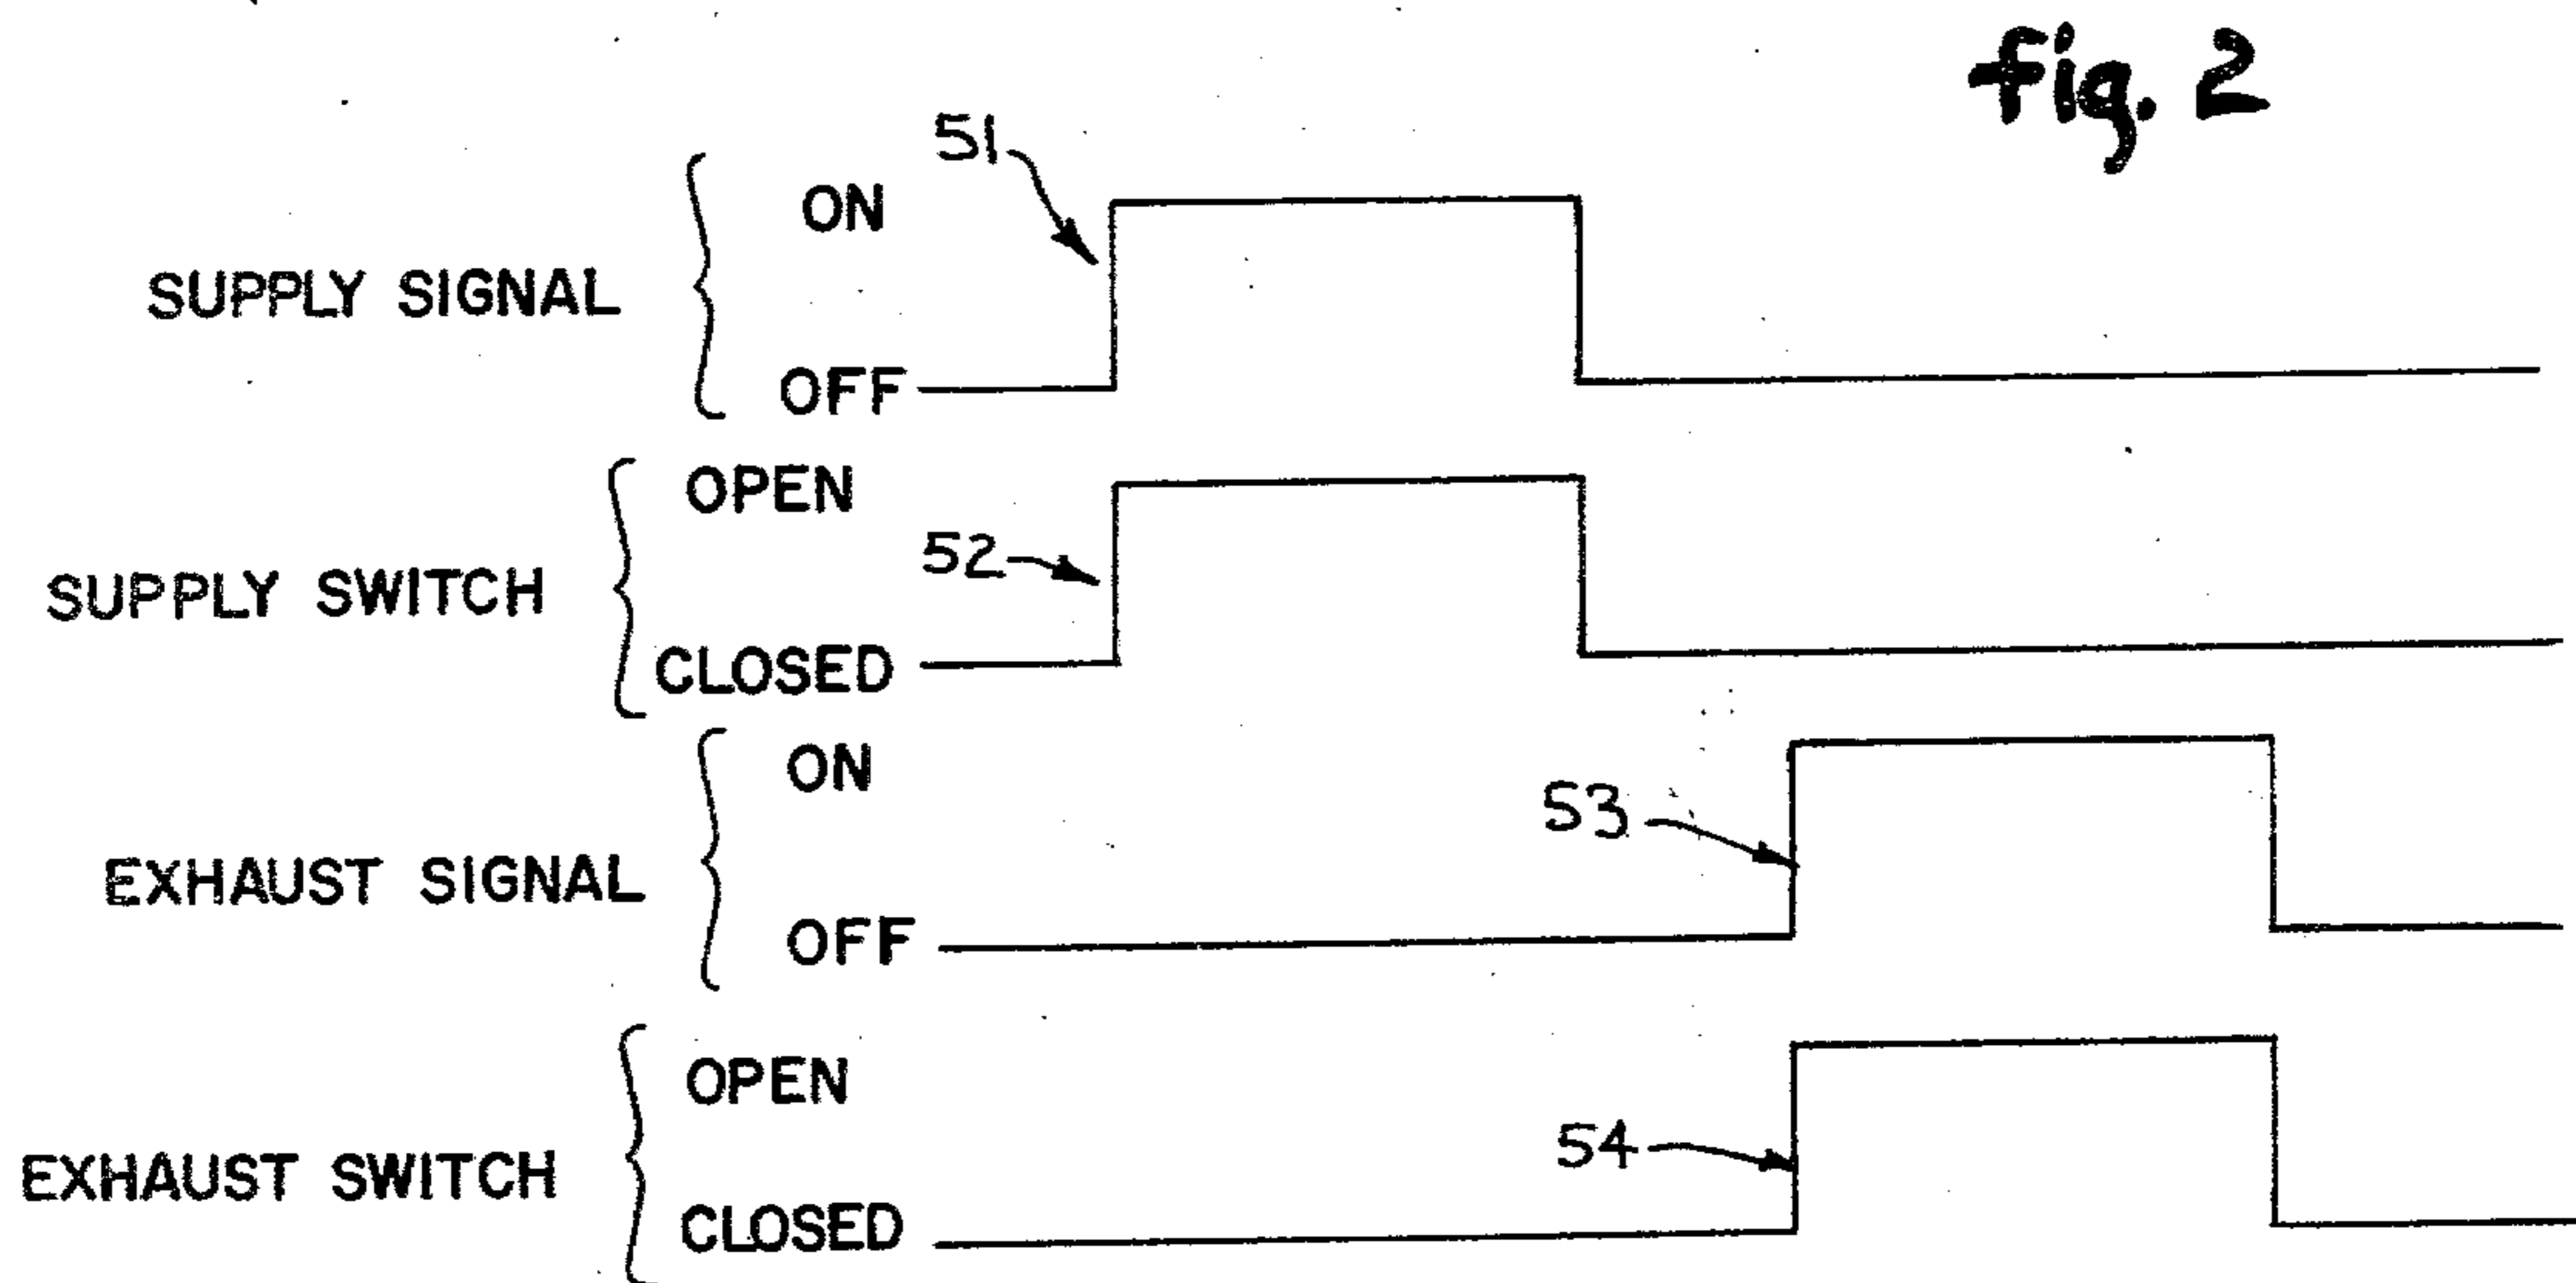 fig. 2
51
ON
SUPPLY SIGNAL
OFF
OPEN
52
SUPPLY SWITCH
CLOSED
ON
53
EXHAUST SIGNAL
OFF
OPEN
54
EXHAUST SWITCH
CLOSED